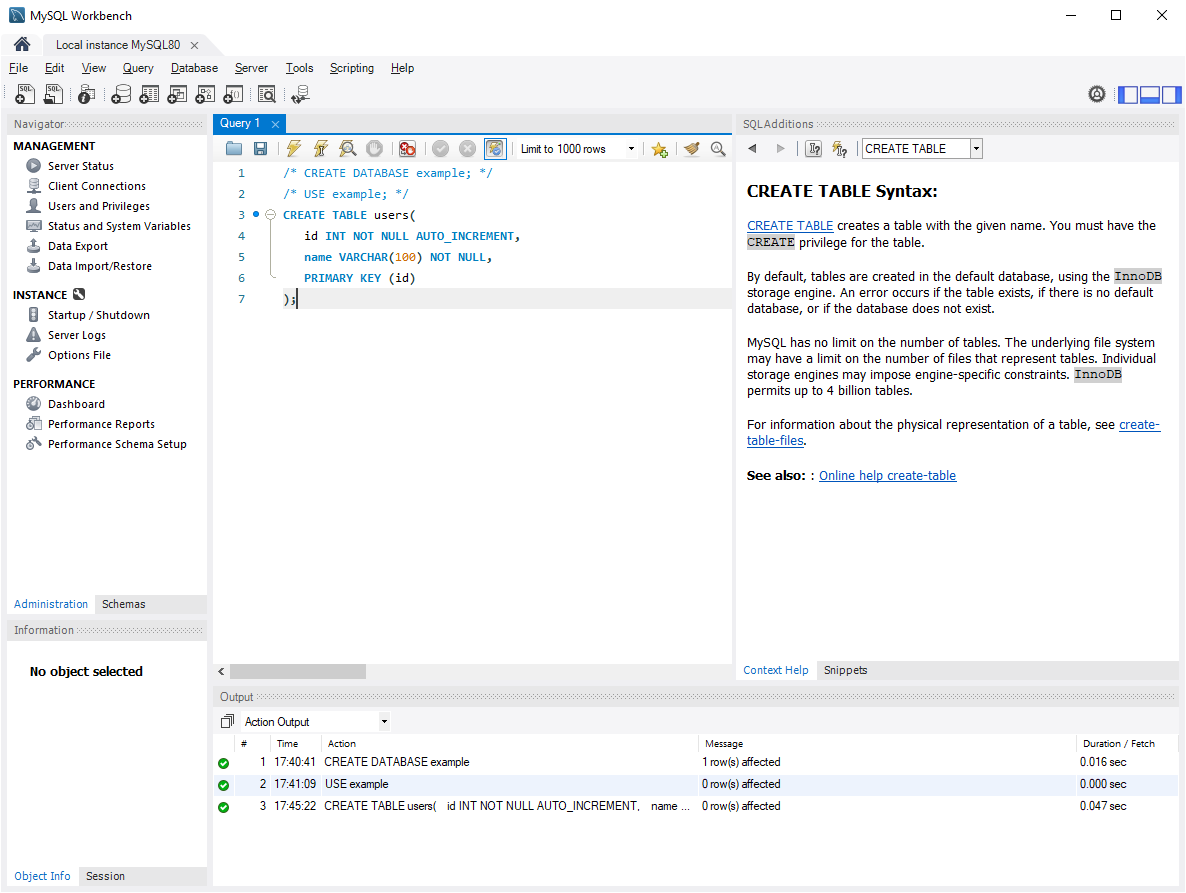 MySQL Workbench
Local instance MySQL80
File Edit View Query Database Server Tools Scripting Help
Navigator
MANAGEMENT
Server Status
Client Connections
Users and Privileges
Status and System Variables
Data Export
Data Import/Restore
INSTANCE
Startup / Shutdown
Server Logs
Options File
PERFORMANCE
Dashboard
Performance Reports
Performance Schema Setup
Administration Schemas
Information
No object selected
Object Info Session
Query 1
Limit to 1000 rows
1 /* CREATE DATABASE example; */
2 /* USE example; */
3 CREATE TABLE users(
4 id INT NOT NULL AUTO_INCREMENT,
5 name VARCHAR(100) NOT NULL,
6 PRIMARY KEY (id)
7 );
SQLAdditions
CREATE TABLE
CREATE TABLE Syntax:
CREATE TABLE creates a table with the given name. You must have the
CREATE privilege for the table.
By default, tables are created in the default database, using the InnoDB
storage engine. An error occurs if the table exists, if there is no default
database, or if the database does not exist.
MySQL has no limit on the number of tables. The underlying file system
may have a limit on the number of files that represent tables. Individual
storage engines may impose engine-specific constraints. InnoDB
permits up to 4 billion tables.
For information about the physical representation of a table, see create-
table-files.
See also: : Online help create-table
Context Help Snippets
Output
Action Output
# Time Action Message Duration / Fetch
1 17:40:41 CREATE DATABASE example 1 row(s) affected 0.016 sec
2 17:41:09 USE example 0 row(s) affected 0.000 sec
3 17:45:22 CREATE TABLE users( id INT NOT NULL AUTO_INCREMENT, name ... 0 row(s) affected 0.047 sec